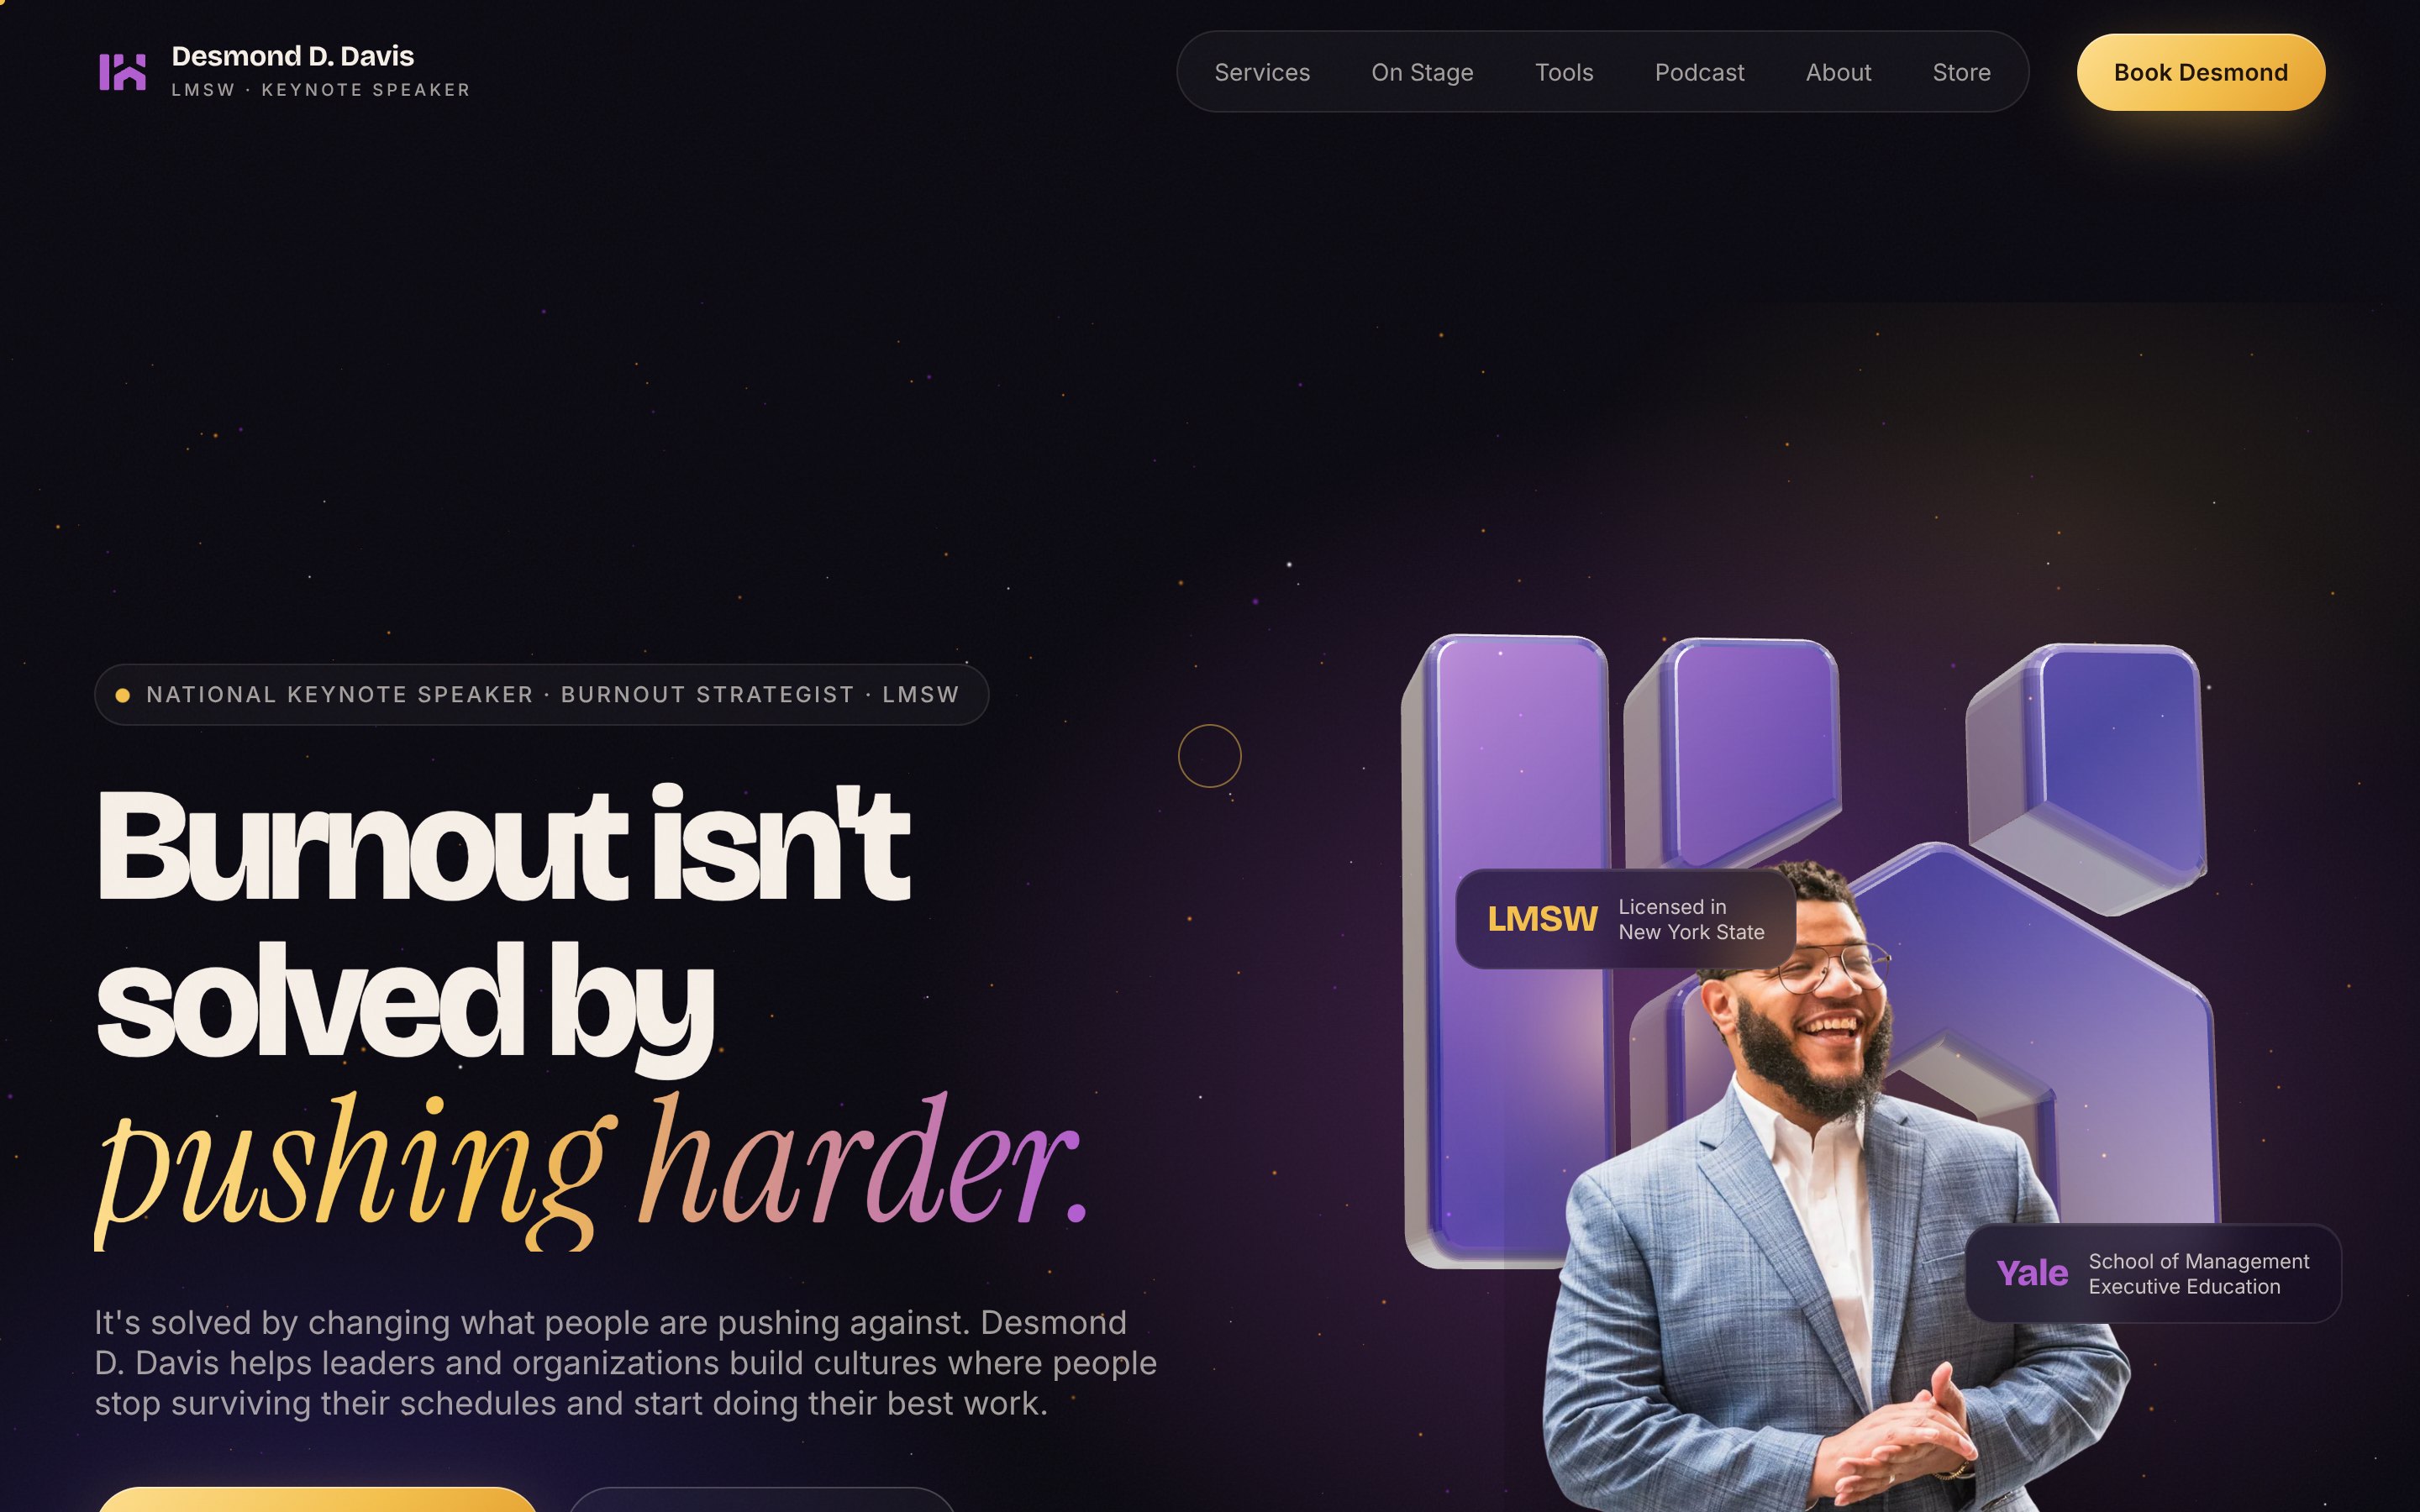 Desmond D. Davis
LMSW · KEYNOTE SPEAKER
Services
On Stage
Tools
Podcast
About
Store
Book Desmond
NATIONAL KEYNOTE SPEAKER · BURNOUT STRATEGIST · LMSW
Burnout isn't
solved by
pushing harder.
It's solved by changing what people are pushing against. Desmond
D. Davis helps leaders and organizations build cultures where people
stop surviving their schedules and start doing their best work.
LMSW
Licensed in
New York State
Yale
School of Management
Executive Education